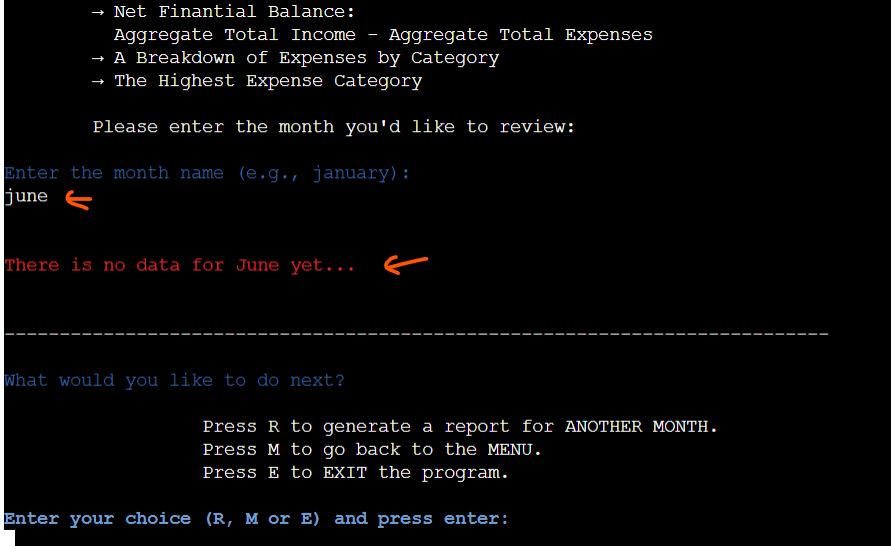 → Net Finantial Balance:
Aggregate Total Income - Aggregate Total Expenses
→ A Breakdown of Expenses by Category
→ The Highest Expense Category
Please enter the month you'd like to review:
Enter the month name (e.g., january):
june
There is no data for June yet...
---------------------------------------------------------------------------
What would you like to do next?
Press R to generate a report for ANOTHER MONTH.
Press M to go back to the MENU.
Press E to EXIT the program.
Enter your choice (R, M or E) and press enter: